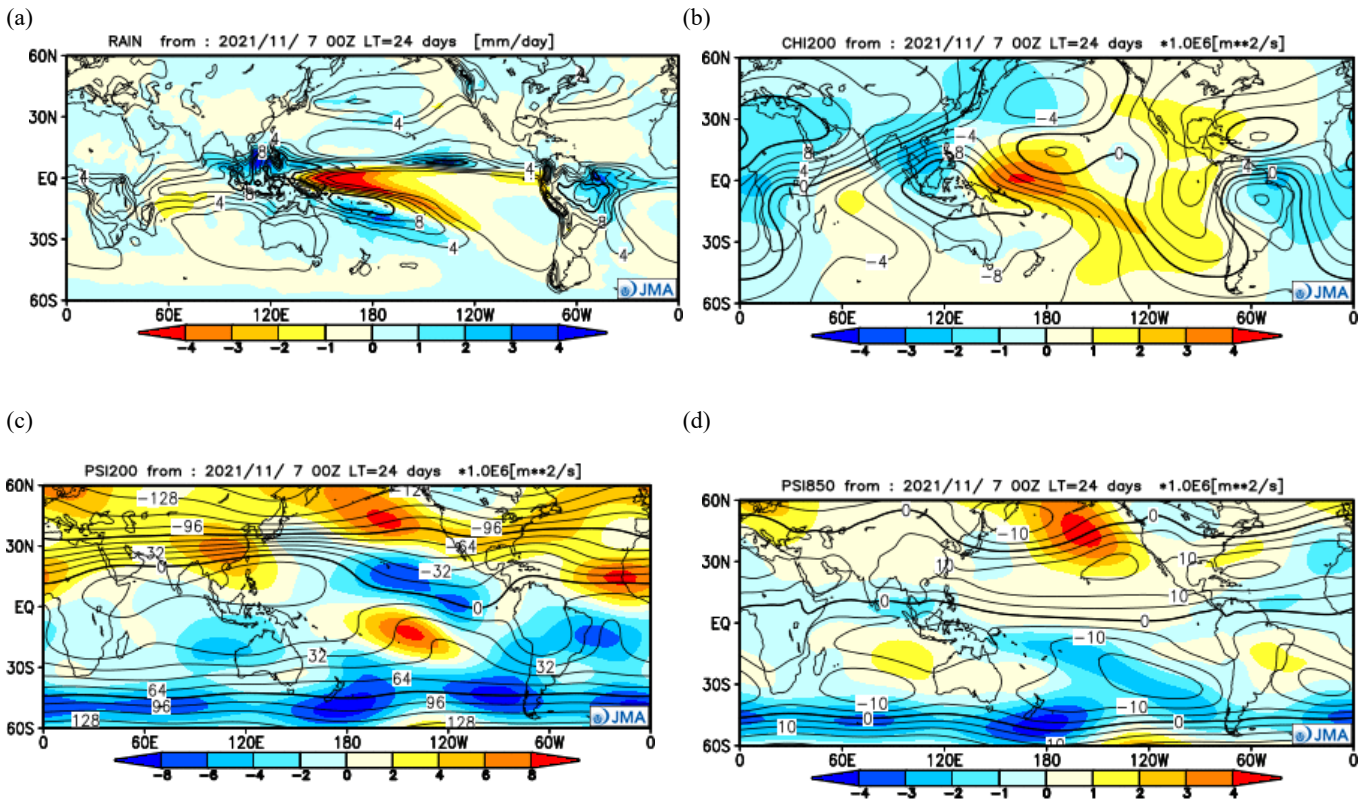 (a)
RAIN from : 2021/11/ 7 00Z LT=24 days [mm/day]
60N
30N
EQ
30S
60S
0 60E 120E 180 120W 60W 0
4 4 8 4 4 4 8 4 8 4 4 4
JMA
-4 -3 -2 -1 0 1 2 3 4
(b)
CHI200 from : 2021/11/ 7 00Z LT=24 days *1.0E6[m**2/s]
60N
30N
EQ
30S
60S
0 60E 120E 180 120W 60W 0
8 0 -4 -4 -8 -4 -8 0 4 0
JMA
-4 -3 -2 -1 0 1 2 3 4
(c)
PSI200 from : 2021/11/ 7 00Z LT=24 days *1.0E6[m**2/s]
60N
30N
EQ
30S
60S
0 60E 120E 180 120W 60W 0
-128 -96 -32 0 -96 -64 -32 0 32 32 64 64 96 96 128 128
JMA
-8 -6 -4 -2 0 2 4 6 8
(d)
PSI850 from : 2021/11/ 7 00Z LT=24 days *1.0E6[m**2/s]
60N
30N
EQ
30S
60S
0 60E 120E 180 120W 60W 0
0 -10 0 -10 10 10 10 0 0 -10 -10 -10 -10 0 0 10
JMA
-4 -3 -2 -1 0 1 2 3 4